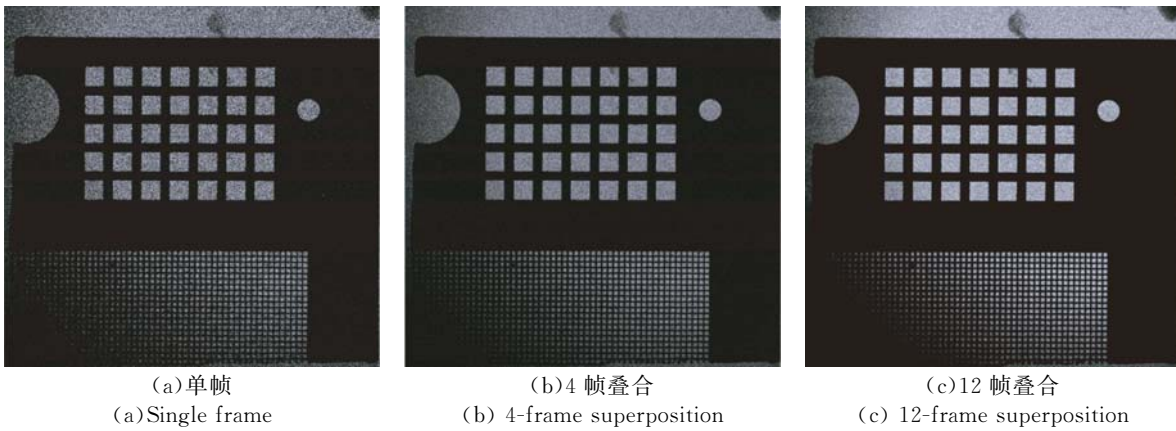 (a)单帧
(a)Single frame
(b)4 帧叠合
(b) 4-frame superposition
(c)12 帧叠合
(c) 12-frame superposition